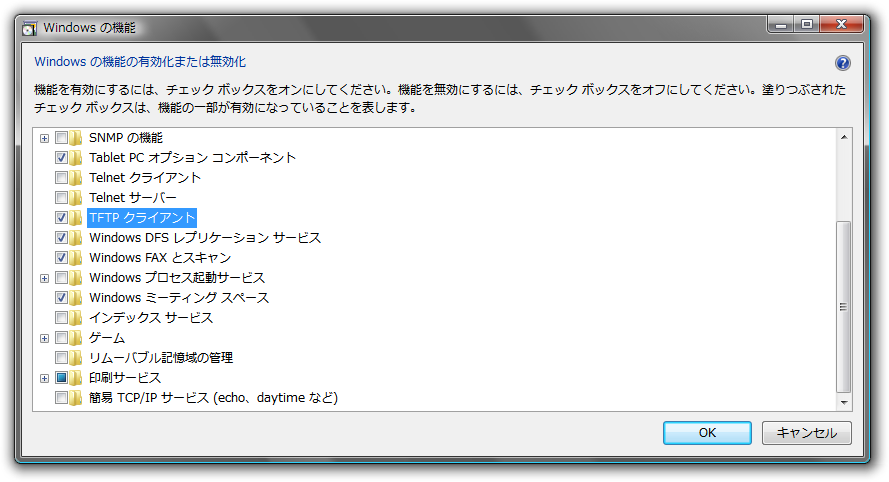 Windows の機能
Windows の機能の有効化または無効化
機能を有効にするには、チェック ボックスをオンにしてください。機能を無効にするには、チェック ボックスをオフにしてください。塗りつぶされた
チェック ボックスは、機能の一部が有効になっていることを表します。
SNMP の機能
Tablet PC オプション コンポーネント
Telnet クライアント
Telnet サーバー
TFTP クライアント
Windows DFS レプリケーション サービス
Windows FAX とスキャン
Windows プロセス起動サービス
Windows ミーティング スペース
インデックス サービス
ゲーム
リムーバブル記憶域の管理
印刷サービス
簡易 TCP/IP サービス (echo、daytime など)
OK キャンセル